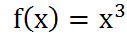 f(x) = x³